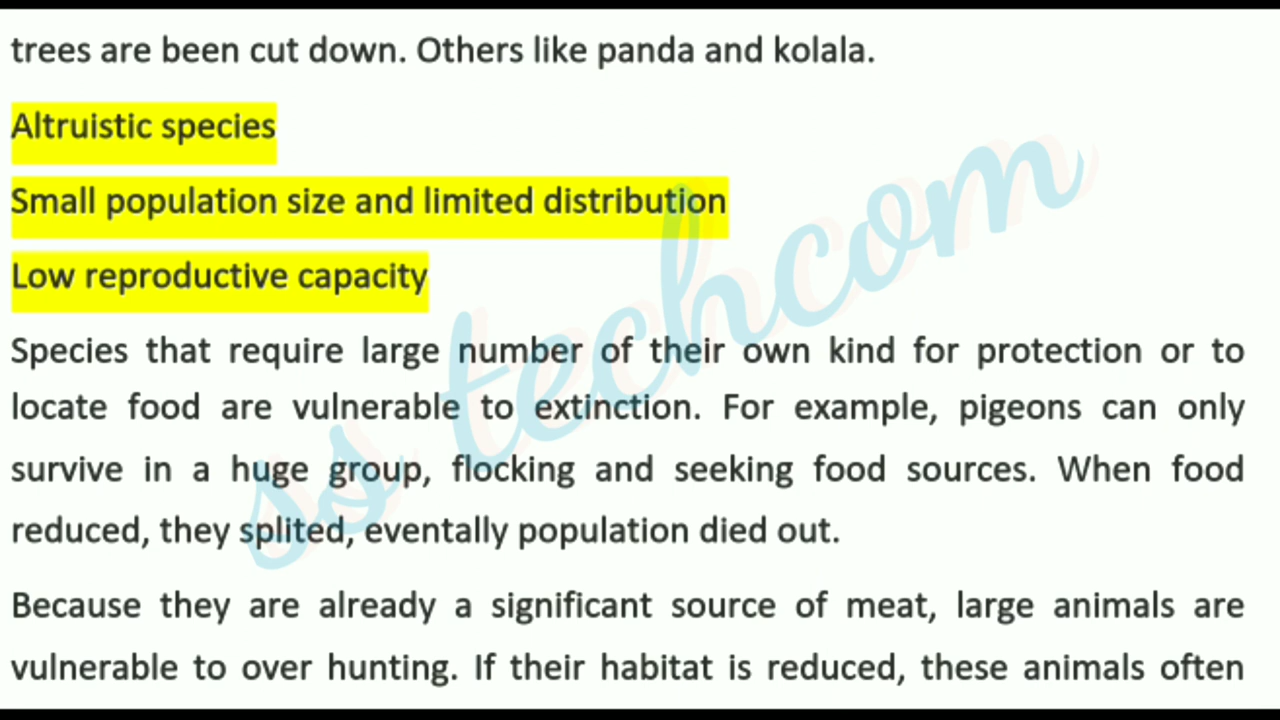 trees are been cut down. Others like panda and kolala.
Altruistic species
Small population size and limited distribution
Low reproductive capacity
Species that require large number of their own kind for protection or to
locate food are vulnerable to extinction. For example, pigeons can only
survive in a huge group, flocking and seeking food sources. When food
reduced, they splited, eventally population died out.
Because they are already a significant source of meat, large animals are
vulnerable to over hunting. If their habitat is reduced, these animals often
ss techcom